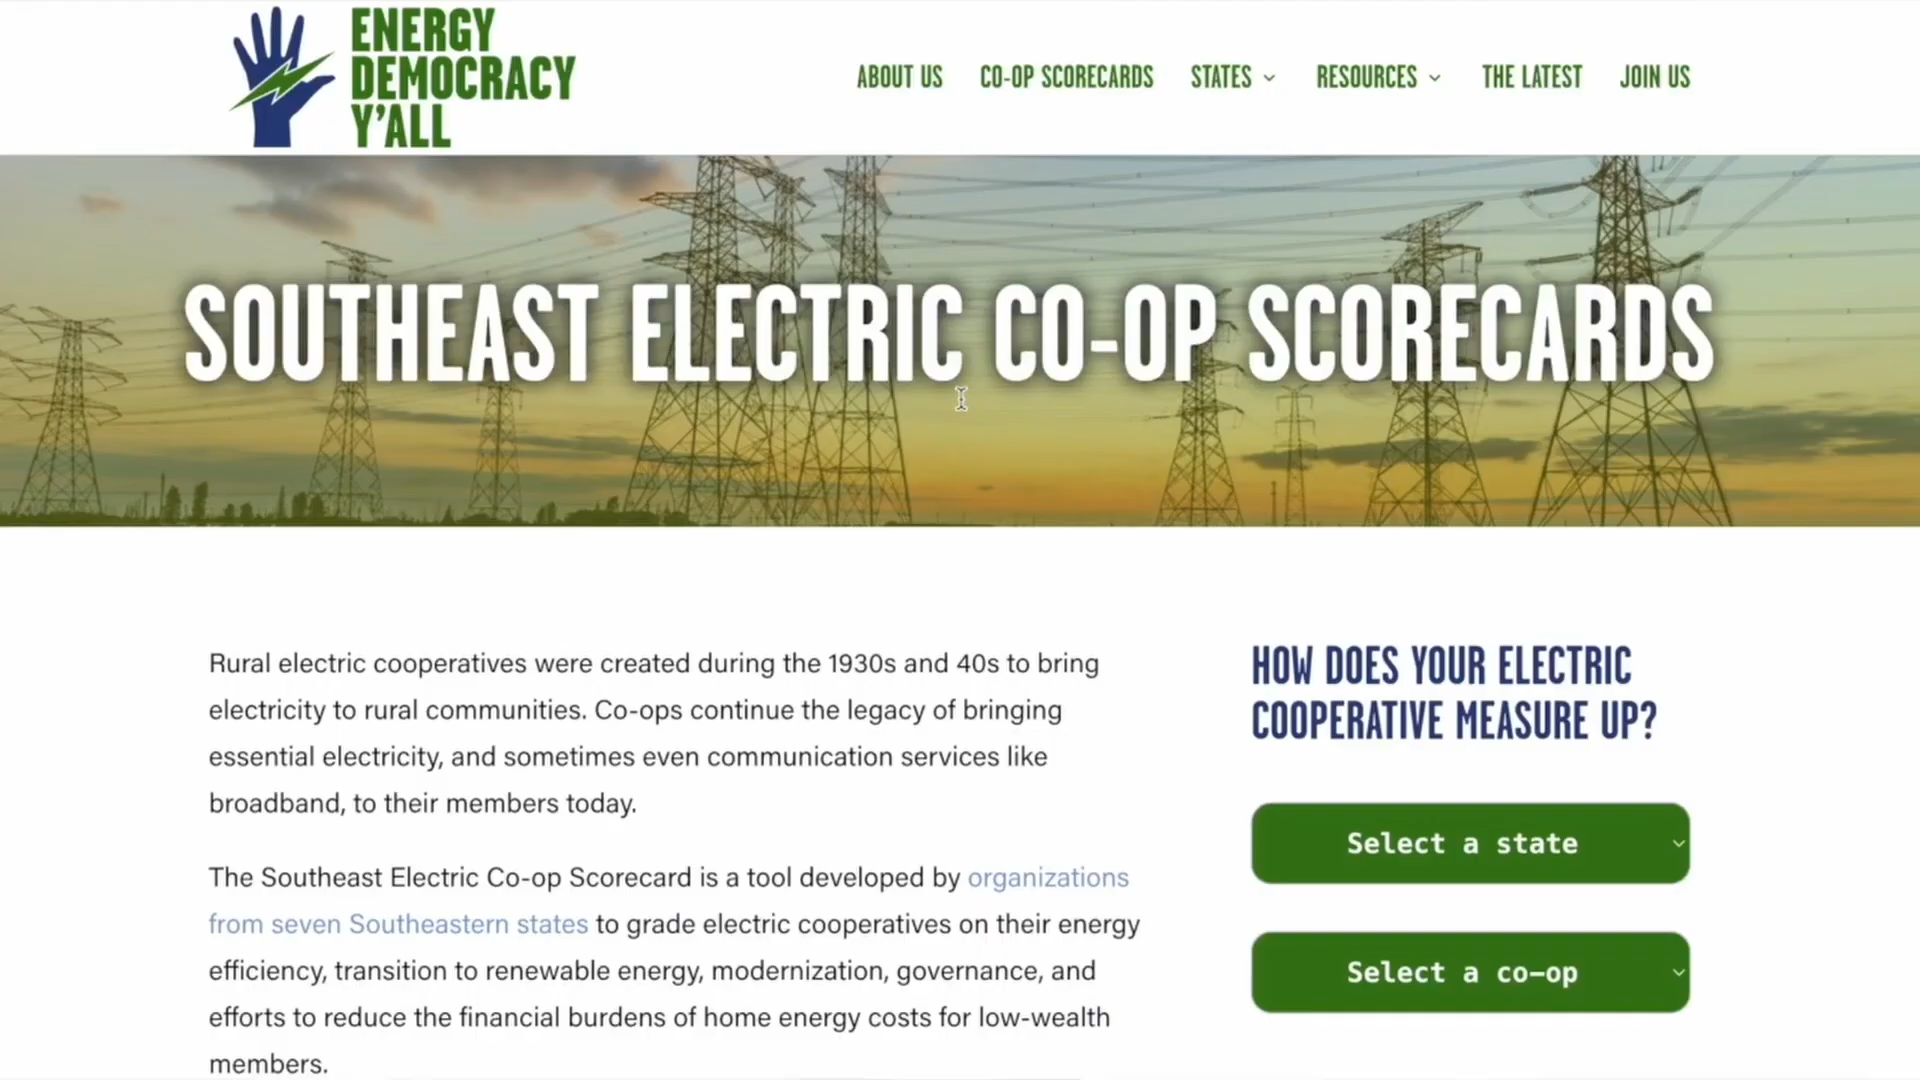 ENERGY
DEMOCRACY
Y'ALL
ABOUT US CO-OP SCORECARDS STATES RESOURCES THE LATEST JOIN US
SOUTHEAST ELECTRIC CO-OP SCORECARDS
Rural electric cooperatives were created during the 1930s and 40s to bring
electricity to rural communities. Co-ops continue the legacy of bringing
essential electricity, and sometimes even communication services like
broadband, to their members today.
The Southeast Electric Co-op Scorecard is a tool developed by organizations
from seven Southeastern states to grade electric cooperatives on their energy
efficiency, transition to renewable energy, modernization, governance, and
efforts to reduce the financial burdens of home energy costs for low-wealth
members.
HOW DOES YOUR ELECTRIC
COOPERATIVE MEASURE UP?
Select a state
Select a co-op